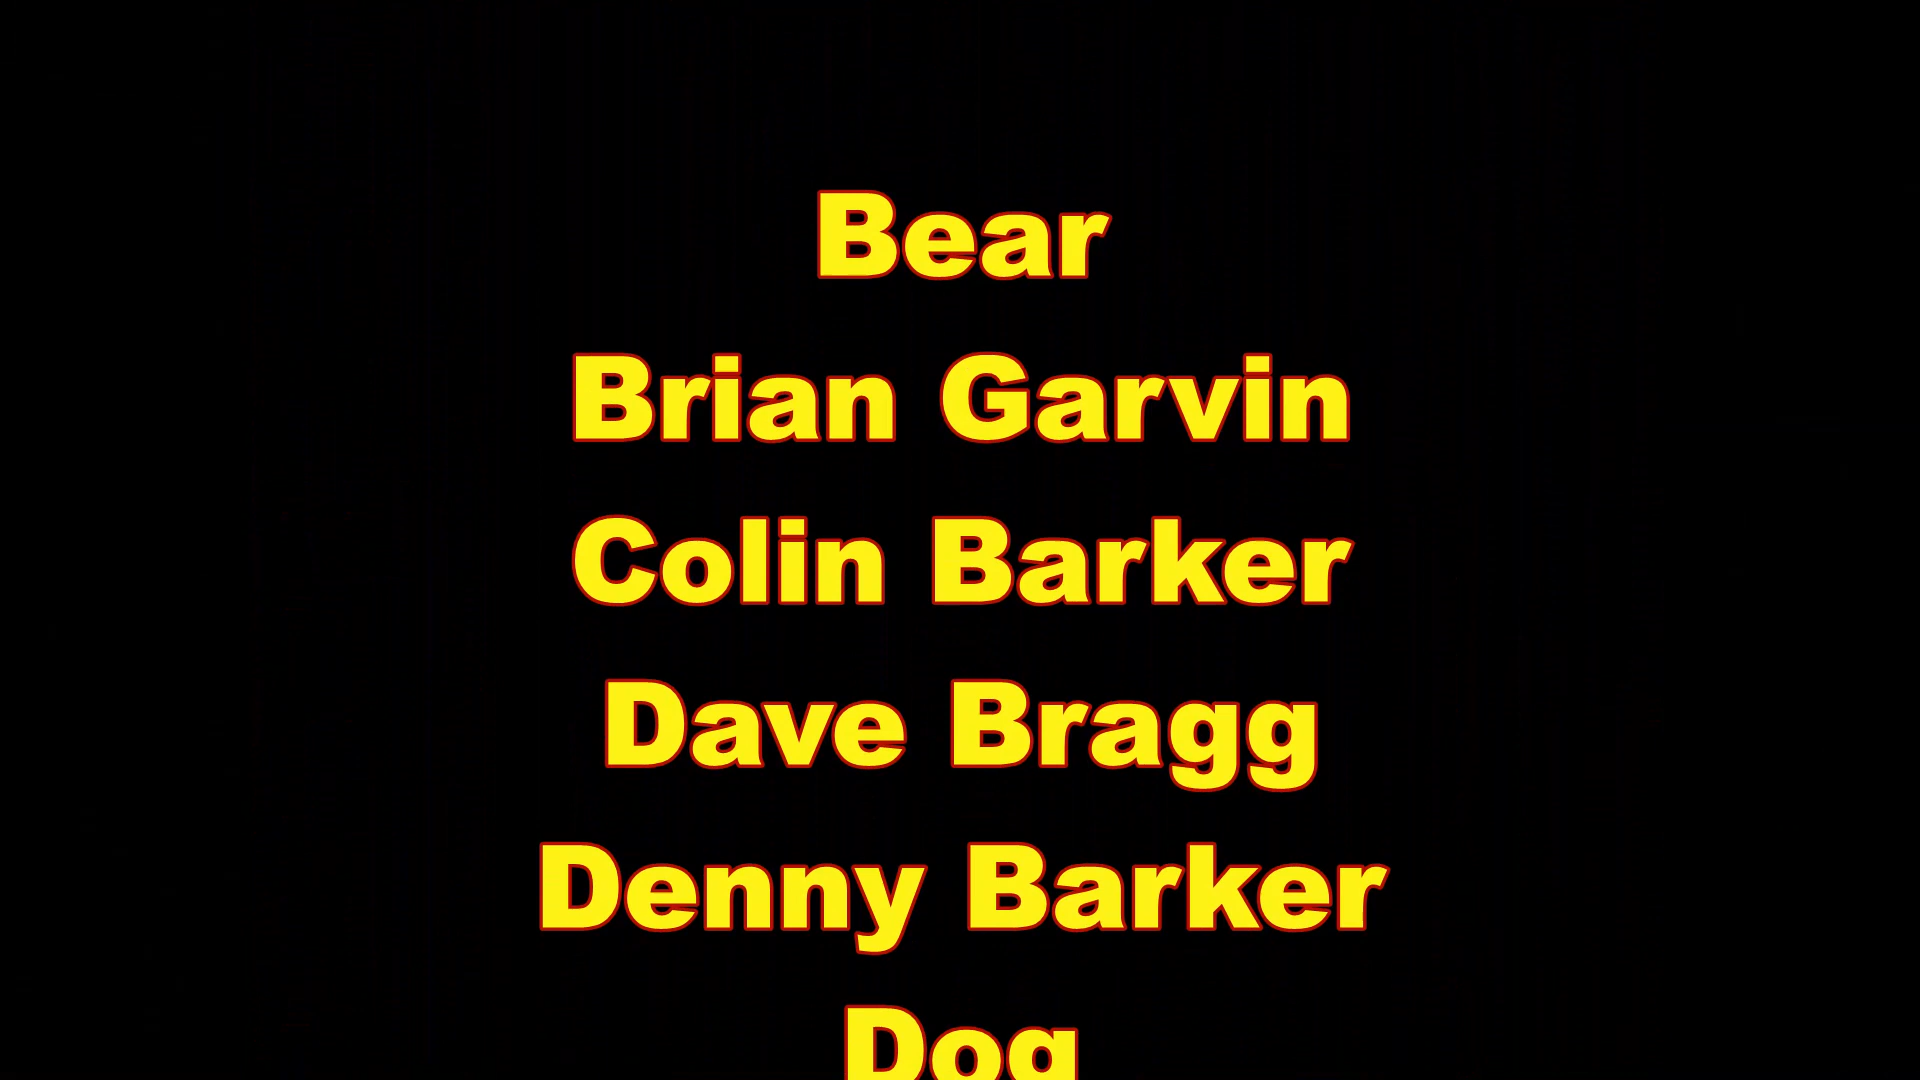 Bear
Brian Garvin
Colin Barker
Dave Bragg
Denny Barker
Dog